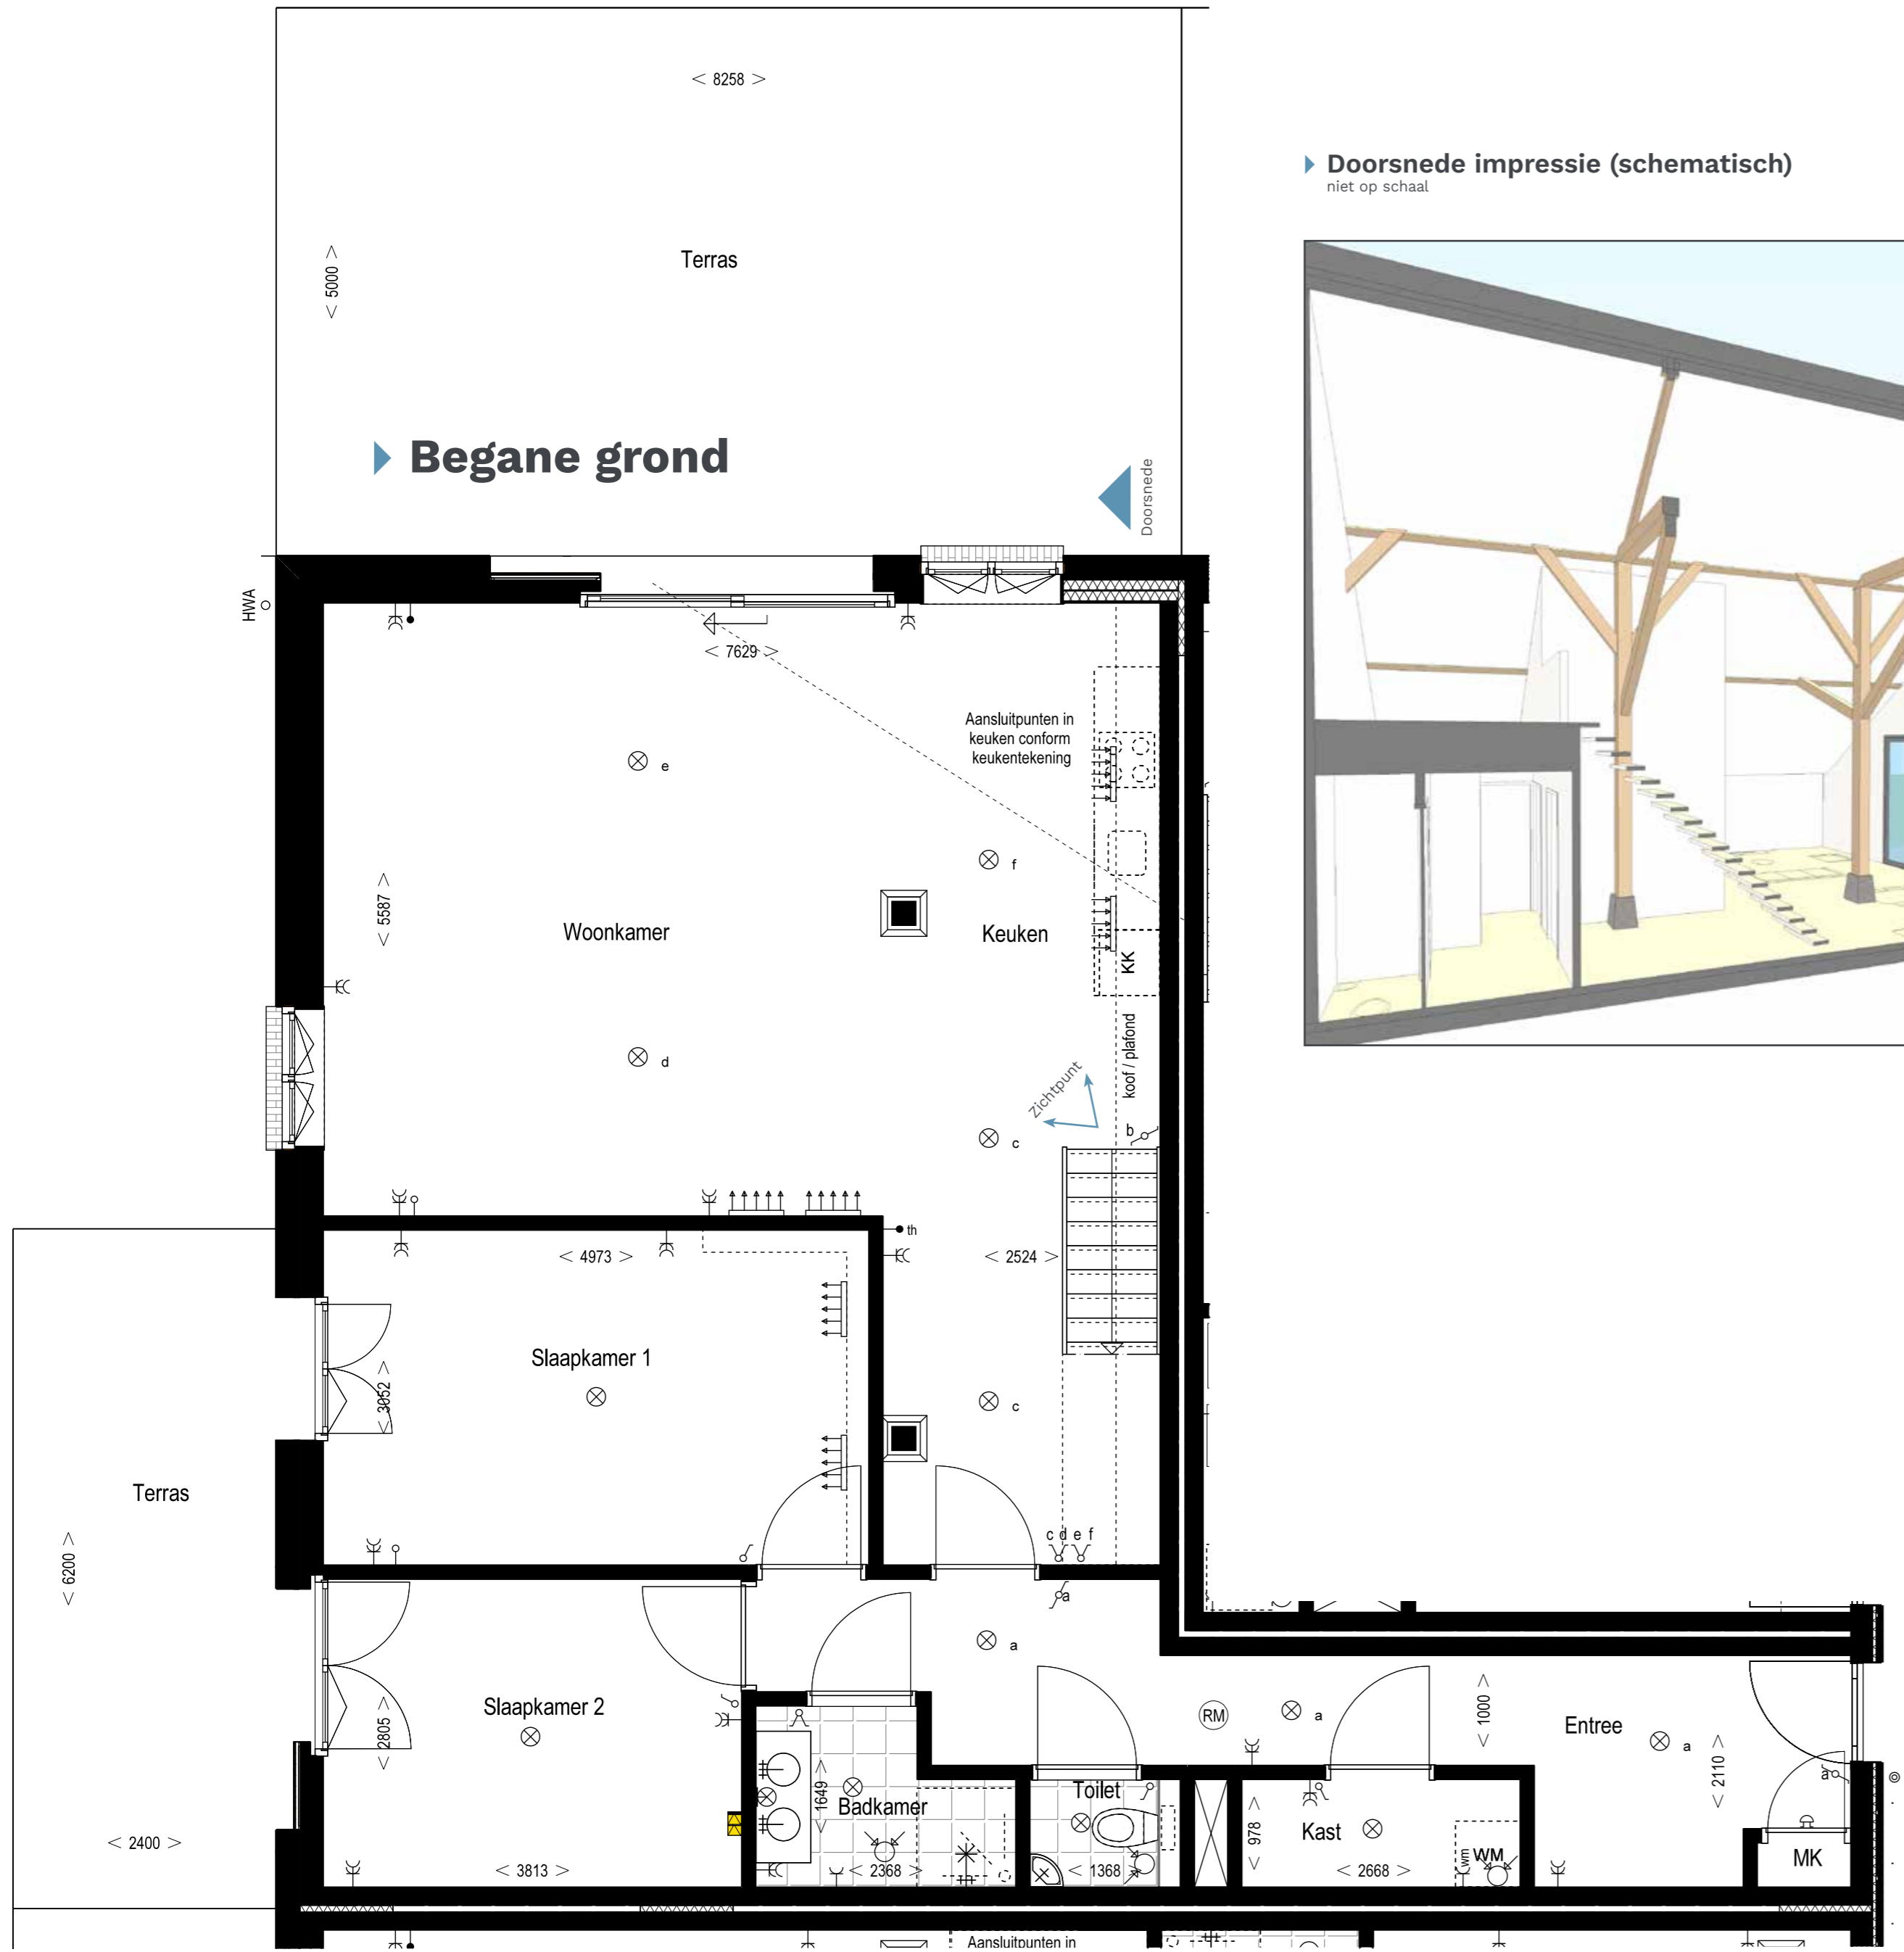 < 8258 >
Doorsnede impressie (schematisch)
niet op schaal
< 5000 >
Terras
Begane grond
Doorsnede
HWA
< 7629 >
Aansluitpunten in
keuken conform
keukentekening
e
f
< 5587 >
Woonkamer
Keuken
KK
koof / plafond
d
Zichtpunt
c
b
th
< 4973 >
< 2524 >
Slaapkamer 1
< 3052 >
c
Terras
< 6200 >
c d e f
a
a
Slaapkamer 2
< 2805 >
RM
a
< 1000 >
Entree
a
< 2110 >
a
< 1649 >
Badkamer
Toilet
< 978 >
Kast
wm
WM
MK
< 2400 >
< 3813 >
< 2368 >
< 1368 >
< 2668 >
Aansluitpunten in